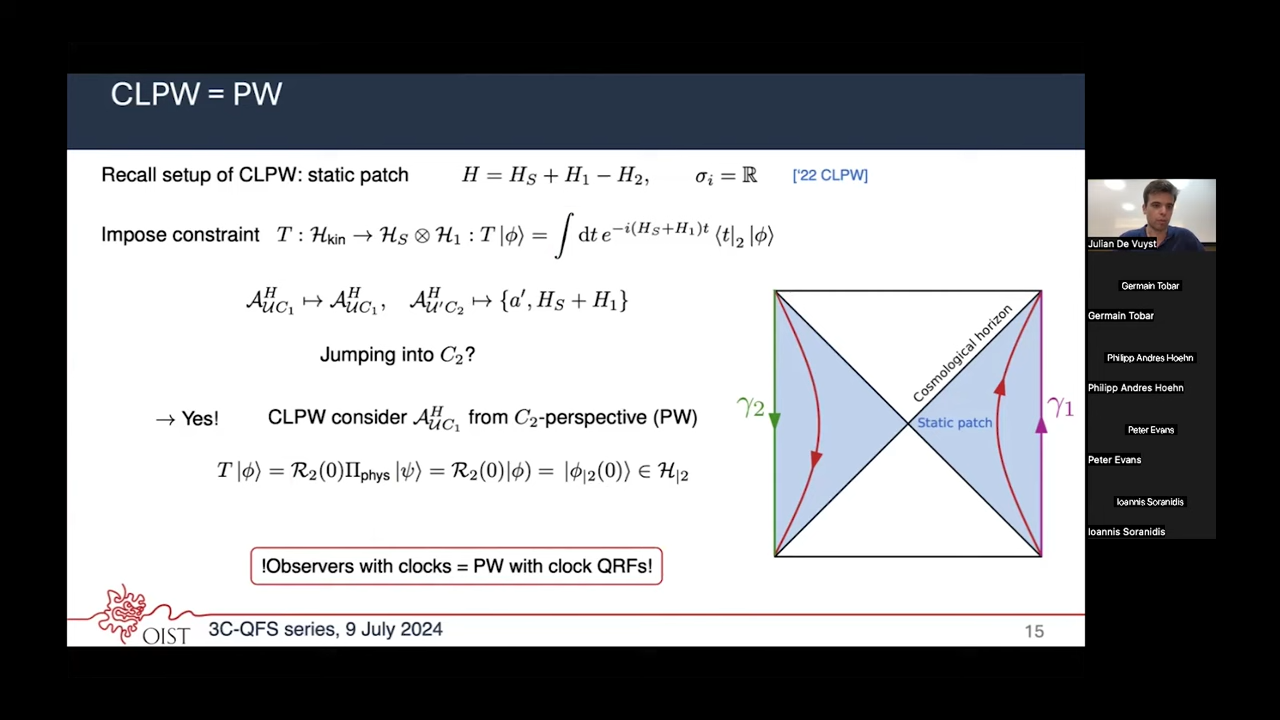 CLPW = PW
Recall setup of CLPW: static patch H = H_S + H_1 − H_2, σ_i = ℝ ['22 CLPW]
Impose constraint T : ℋ_kin → ℋ_S ⊗ ℋ_1 : T |ϕ⟩ = ∫ dt e^{−i(H_S+H_1)t} ⟨t|_2 |ϕ⟩
𝒜^H_{𝒰C_1} ↦ 𝒜^H_{𝒰C_1}, 𝒜^H_{𝒰'C_2} ↦ {a′, H_S + H_1}
Jumping into C_2?
→ Yes! CLPW consider 𝒜^H_{𝒰C_1} from C_2-perspective (PW)
T |ϕ⟩ = ℛ_2(0)Π_phys |ψ⟩ = ℛ_2(0)|ϕ) = |ϕ_{|2}(0)⟩ ∈ ℋ_{|2}
!Observers with clocks = PW with clock QRFs!
Cosmological horizon
γ_2
Static patch
γ_1
OIST
3C-QFS series, 9 July 2024
15
Julian De Vuyst
Germain Tobar
Germain Tobar
Philipp Andres Hoehn
Philipp Andres Hoehn
Peter Evans
Peter Evans
Ioannis Soranidis
Ioannis Soranidis